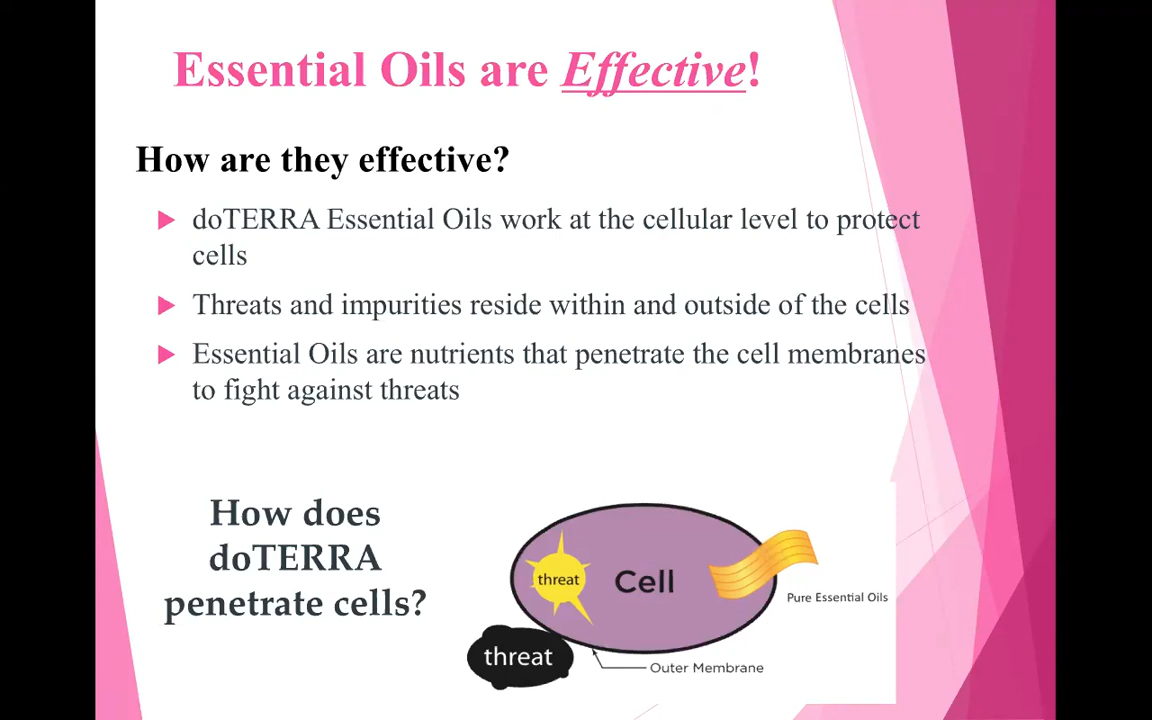 Essential Oils are Effective!
How are they effective?
doTERRA Essential Oils work at the cellular level to protect
cells
Threats and impurities reside within and outside of the cells
Essential Oils are nutrients that penetrate the cell membranes
to fight against threats
How does
doTERRA
penetrate cells?
threat
Cell
Pure Essential Oils
threat
Outer Membrane